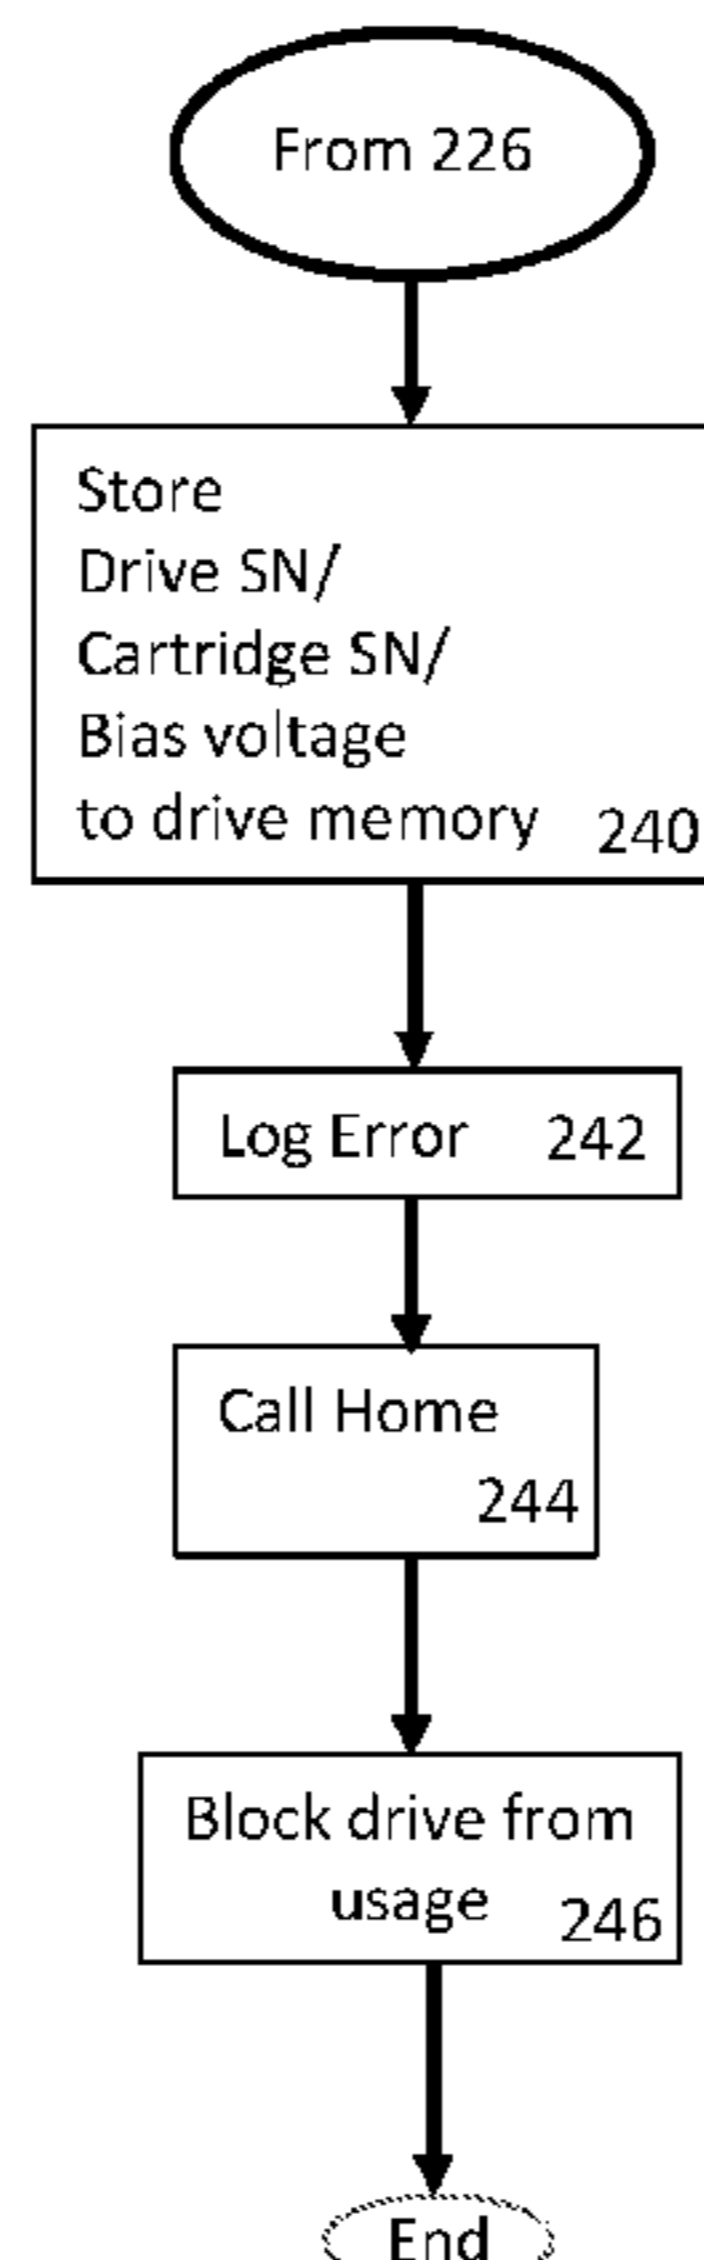 From 226
Store
Drive SN/
Cartridge SN/
Bias voltage
to drive memory 240
Log Error 242
Call Home
244
Block drive from
usage 246
End